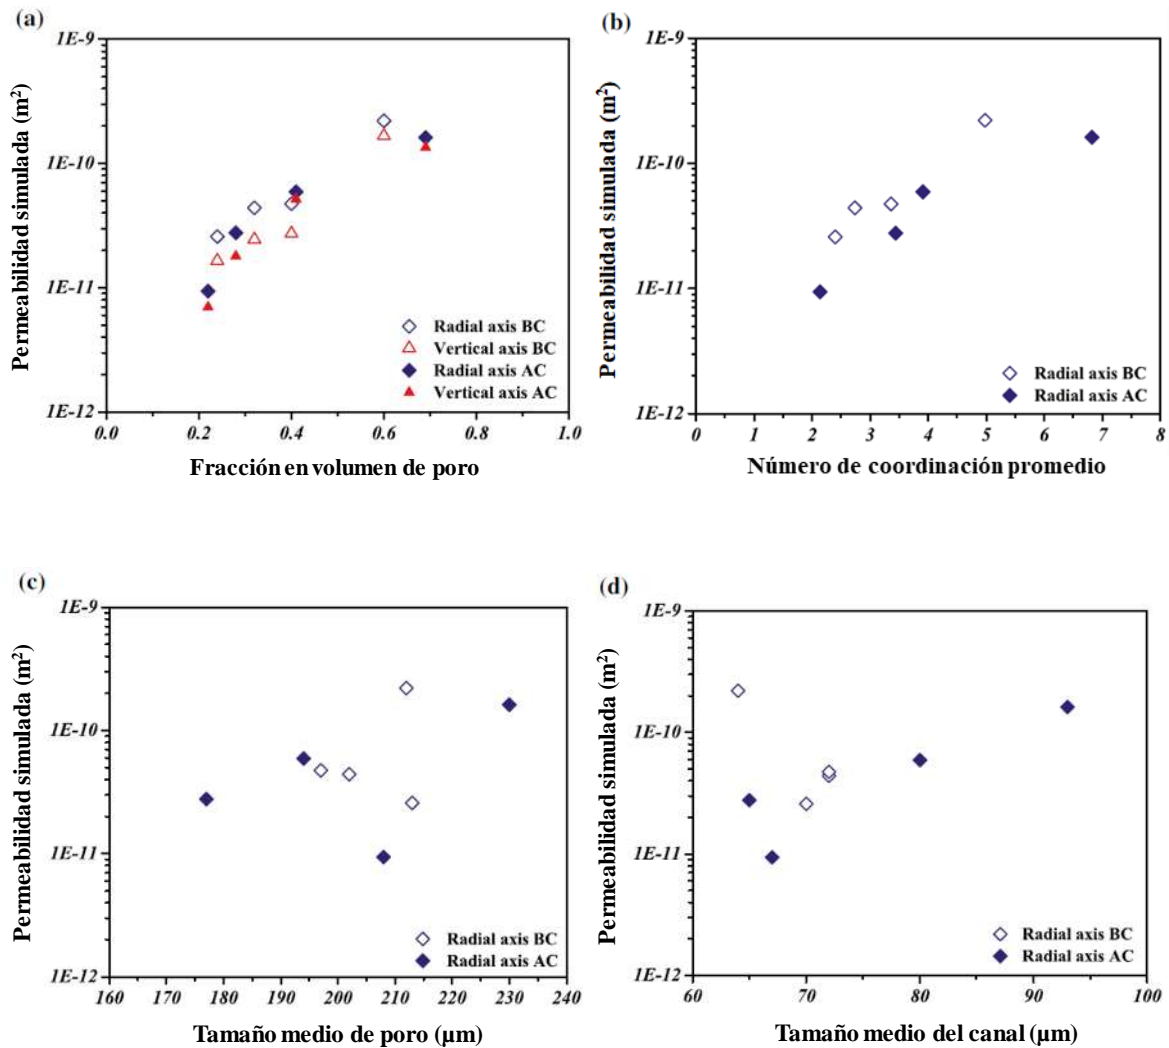 (a)
Permeabilidad simulada (m²)
1E-9
1E-10
1E-11
1E-12
0.0 0.2 0.4 0.6 0.8 1.0
Fracción en volumen de poro
Radial axis BC
Vertical axis BC
Radial axis AC
Vertical axis AC
(b)
Permeabilidad simulada (m²)
1E-9
1E-10
1E-11
1E-12
0 1 2 3 4 5 6 7 8
Número de coordinación promedio
Radial axis BC
Radial axis AC
(c)
Permeabilidad simulada (m²)
1E-9
1E-10
1E-11
1E-12
160 170 180 190 200 210 220 230 240
Tamaño medio de poro (µm)
Radial axis BC
Radial axis AC
(d)
Permeabilidad simulada (m²)
1E-9
1E-10
1E-11
1E-12
60 70 80 90 100
Tamaño medio del canal (µm)
Radial axis BC
Radial axis AC